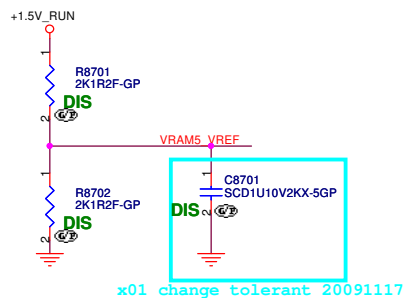 +1.5V_RUN
1
R8701
2K1R2F-GP
DIS
2
G/P
VRAM5_VREF
1
R8702
2K1R2F-GP
DIS
2
G/P
1
C8701
SCD1U10V2KX-5GP
DIS
2
G/P
x01 change tolerant 20091117